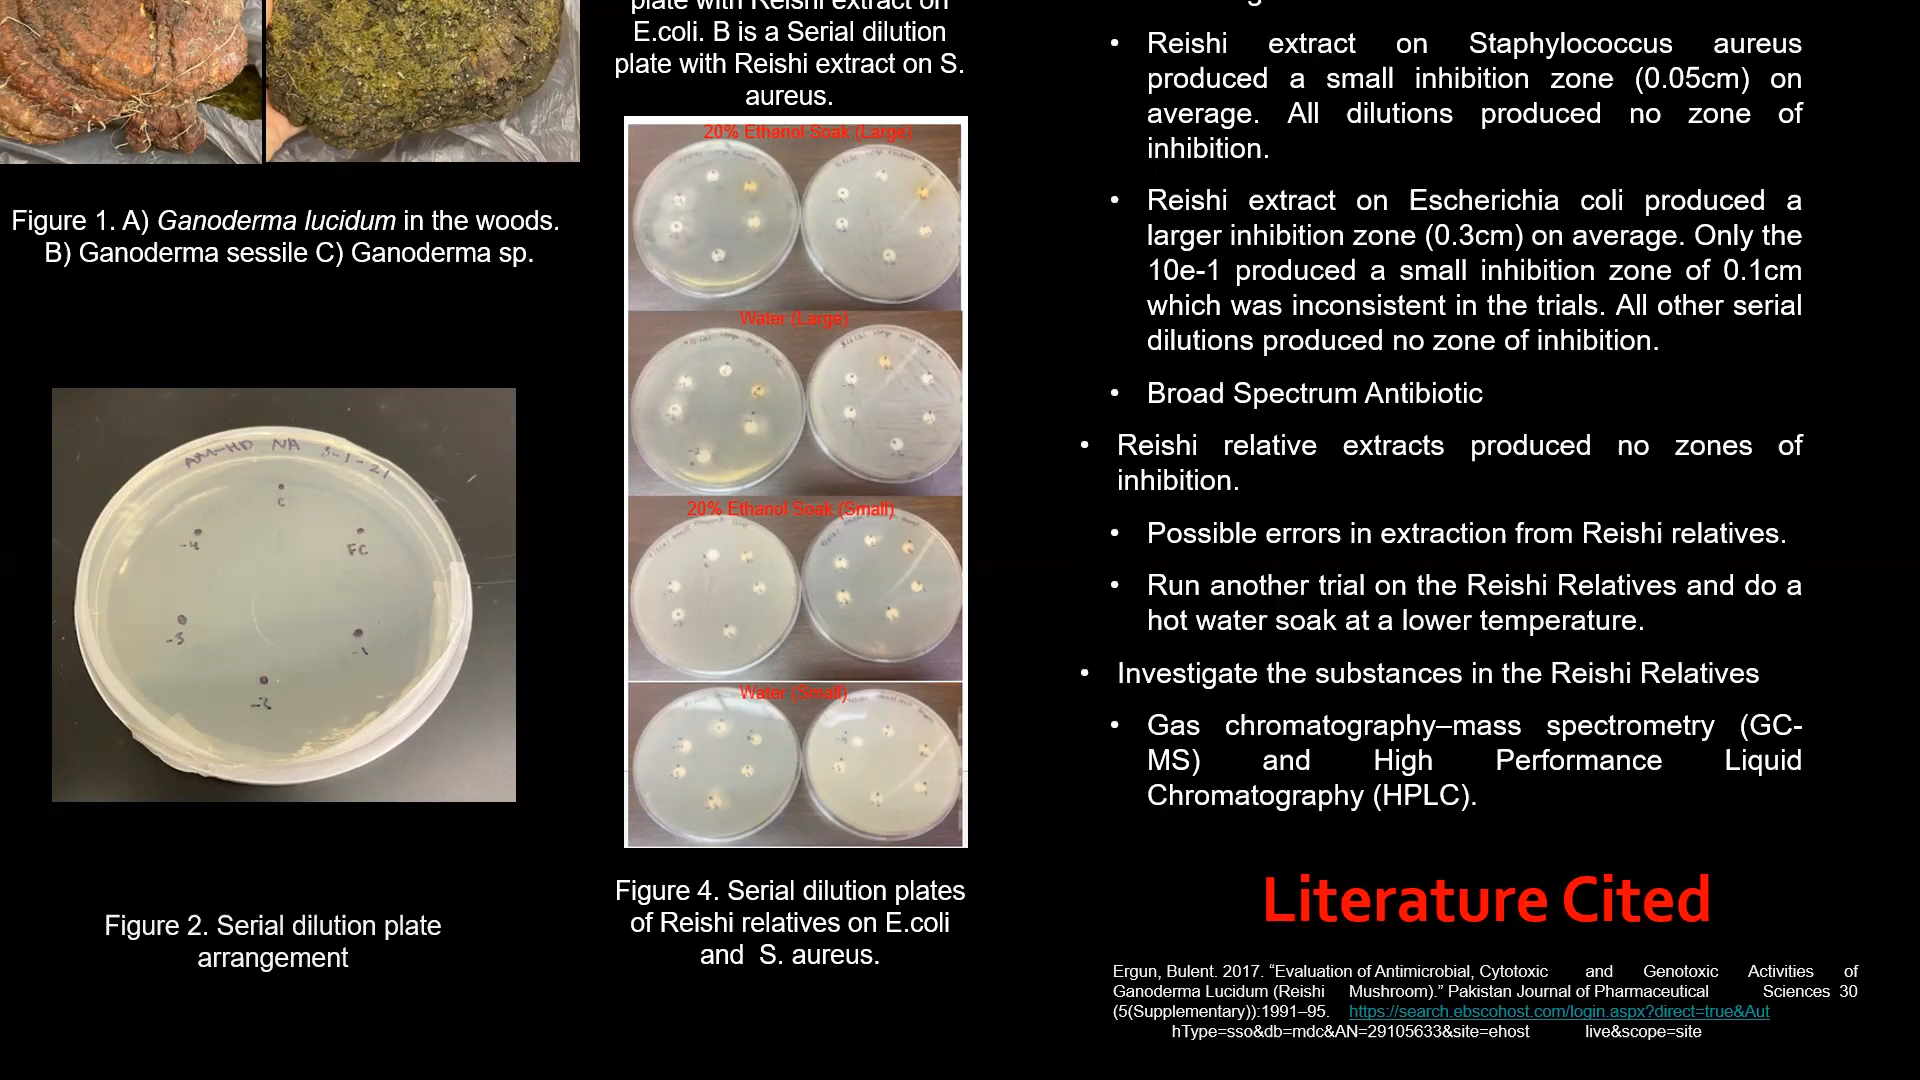 Figure 1. A) Ganoderma lucidum in the woods.
B) Ganoderma sessile C) Ganoderma sp.
AM-HD NA 3-1-21
C
-4
FC
-3
-1
-2
Figure 2. Serial dilution plate
arrangement
plate with Reishi extract on
E.coli. B is a Serial dilution
plate with Reishi extract on S.
aureus.
20% Ethanol Soak (Large)
Water (Large)
20% Ethanol Soak (Small)
Water (Small)
Figure 4. Serial dilution plates
of Reishi relatives on E.coli
and S. aureus.
• Reishi extract on Staphylococcus aureus
produced a small inhibition zone (0.05cm) on
average. All dilutions produced no zone of
inhibition.
• Reishi extract on Escherichia coli produced a
larger inhibition zone (0.3cm) on average. Only the
10e-1 produced a small inhibition zone of 0.1cm
which was inconsistent in the trials. All other serial
dilutions produced no zone of inhibition.
• Broad Spectrum Antibiotic
• Reishi relative extracts produced no zones of
inhibition.
• Possible errors in extraction from Reishi relatives.
• Run another trial on the Reishi Relatives and do a
hot water soak at a lower temperature.
• Investigate the substances in the Reishi Relatives
• Gas chromatography–mass spectrometry (GC-
MS) and High Performance Liquid
Chromatography (HPLC).
Literature Cited
Ergun, Bulent. 2017. “Evaluation of Antimicrobial, Cytotoxic and Genotoxic Activities of
Ganoderma Lucidum (Reishi Mushroom).” Pakistan Journal of Pharmaceutical Sciences 30
(5(Supplementary)):1991–95. https://search.ebscohost.com/login.aspx?direct=true&Aut
hType=sso&db=mdc&AN=29105633&site=ehost live&scope=site